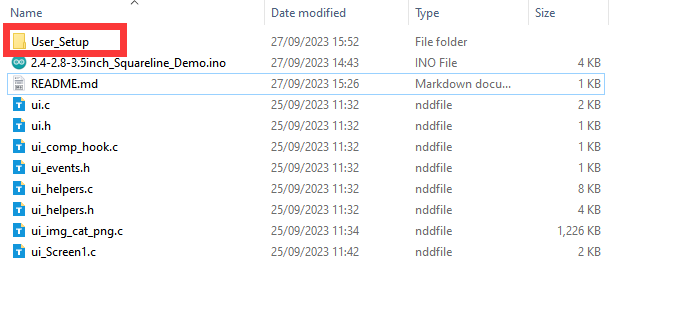 Name Date modified Type Size
User_Setup 27/09/2023 15:52 File folder
2.4-2.8-3.5inch_Squareline_Demo.ino 27/09/2023 14:43 INO File 4 KB
README.md 27/09/2023 15:26 Markdown docu... 1 KB
ui.c 25/09/2023 11:32 nddfile 2 KB
ui.h 25/09/2023 11:32 nddfile 1 KB
ui_comp_hook.c 25/09/2023 11:32 nddfile 1 KB
ui_events.h 25/09/2023 11:32 nddfile 1 KB
ui_helpers.c 25/09/2023 11:32 nddfile 8 KB
ui_helpers.h 25/09/2023 11:32 nddfile 4 KB
ui_img_cat_png.c 25/09/2023 11:34 nddfile 1,226 KB
ui_Screen1.c 25/09/2023 11:42 nddfile 2 KB